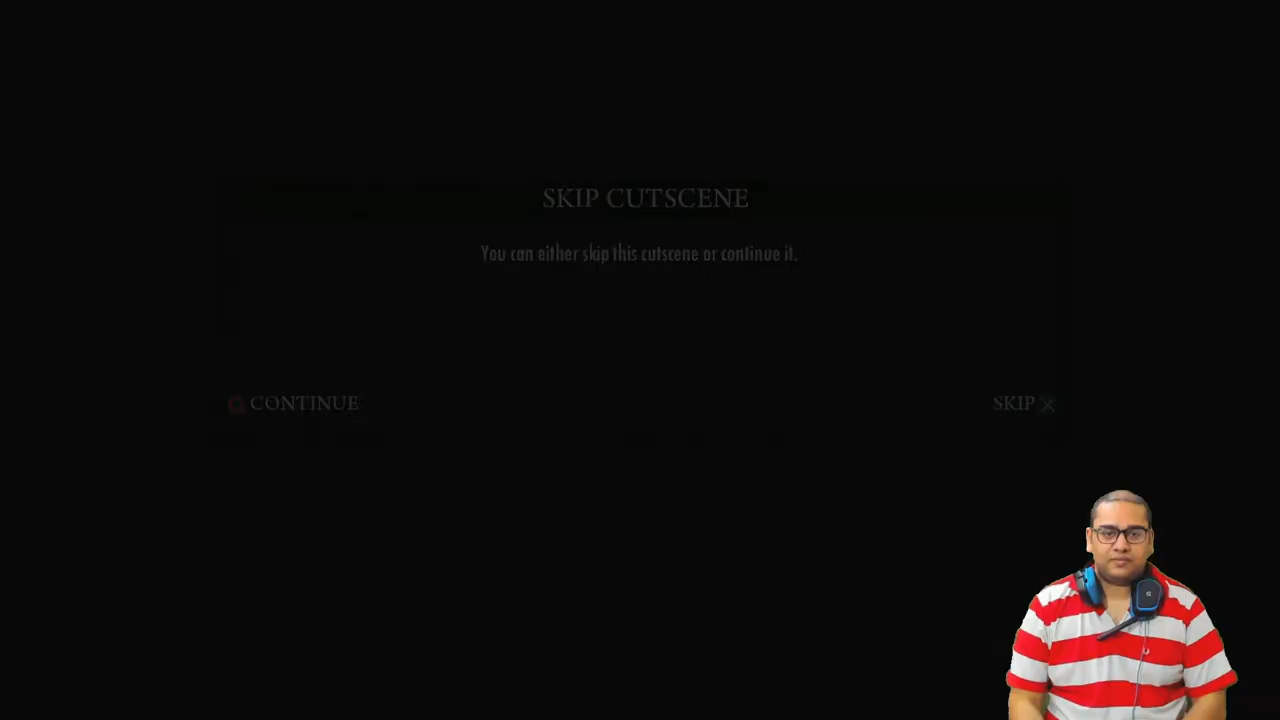 SKIP CUTSCENE
You can either skip this cutscene or continue it.
CONTINUE
SKIP